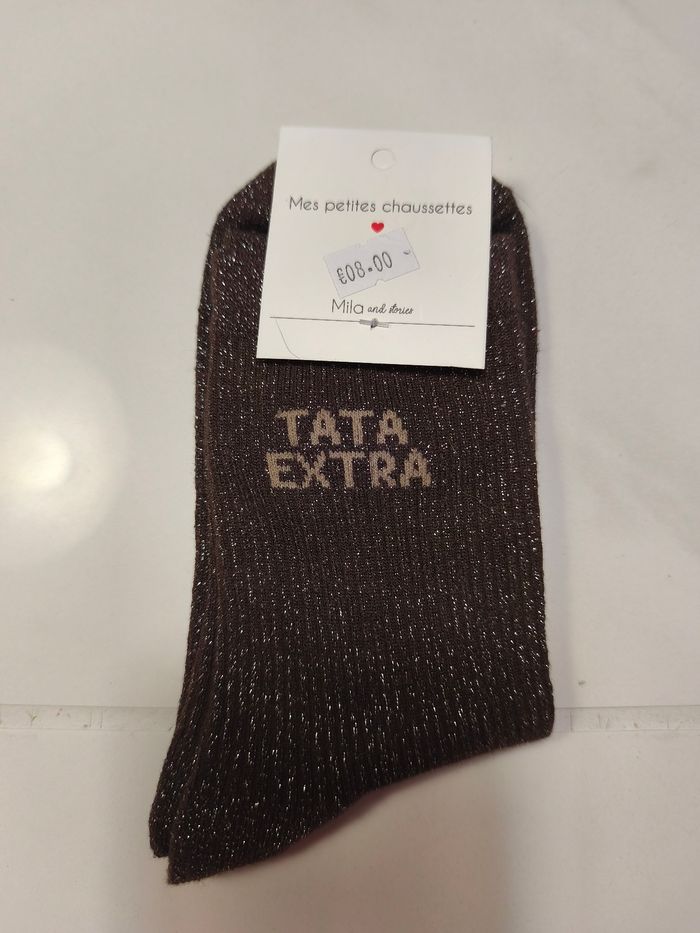 Mes petites chaussettes
€08.00 €
Mila and stories
TATA
EXTRA